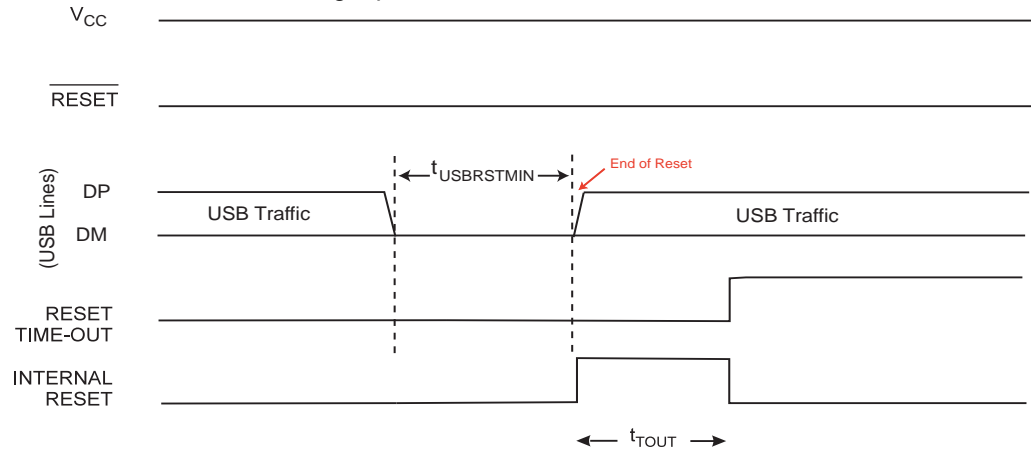 VCC
RESET
tUSBRSTMIN
End of Reset
(USB Lines)
DP
USB Traffic
USB Traffic
DM
RESET
TIME-OUT
INTERNAL
RESET
tTOUT